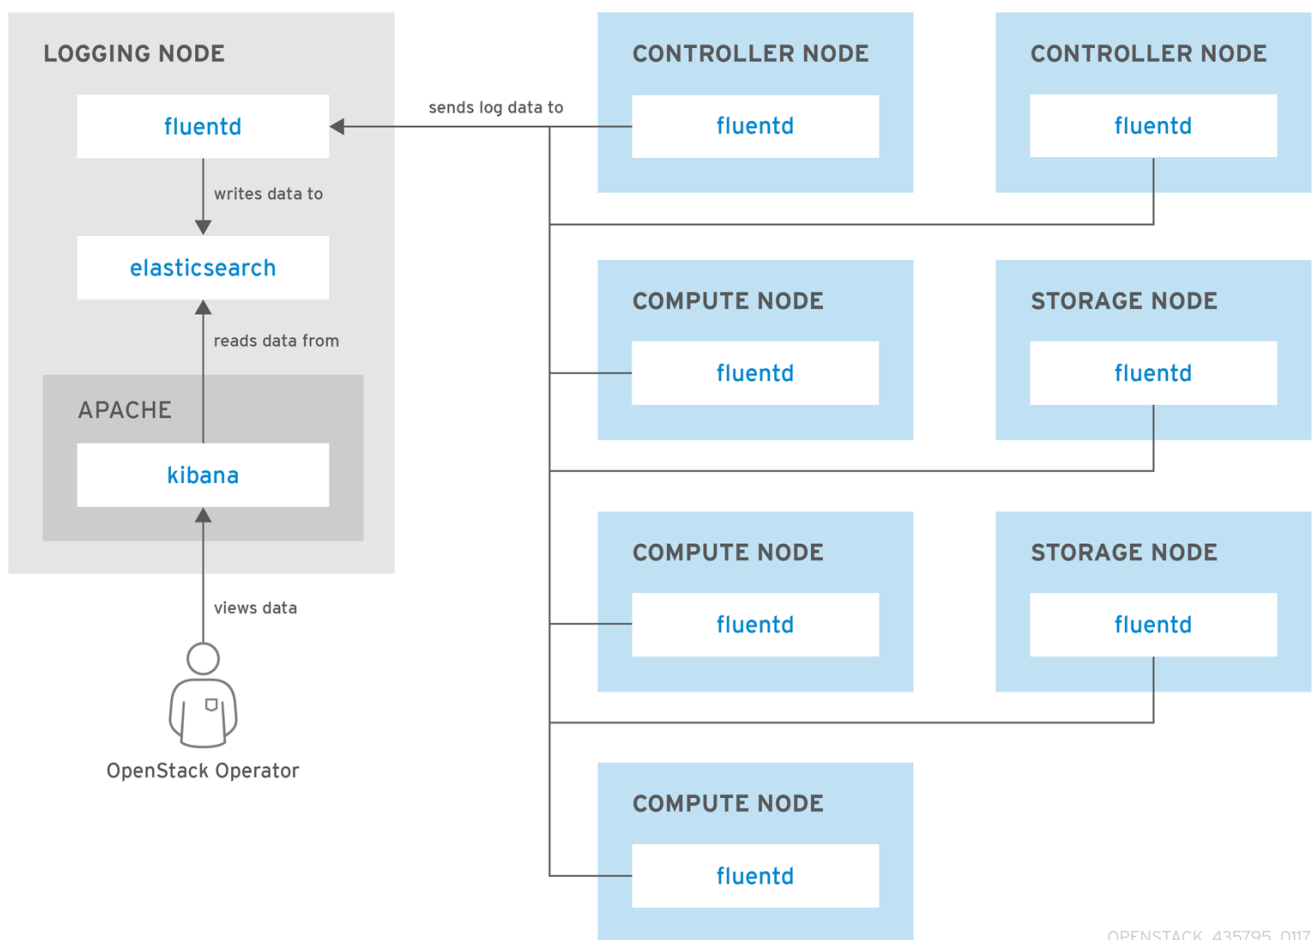 LOGGING NODE
fluentd
writes data to
elasticsearch
reads data from
APACHE
kibana
views data
OpenStack Operator
sends log data to
CONTROLLER NODE
fluentd
CONTROLLER NODE
fluentd
COMPUTE NODE
fluentd
STORAGE NODE
fluentd
COMPUTE NODE
fluentd
STORAGE NODE
fluentd
COMPUTE NODE
fluentd
OPENSTACK_435795_0117